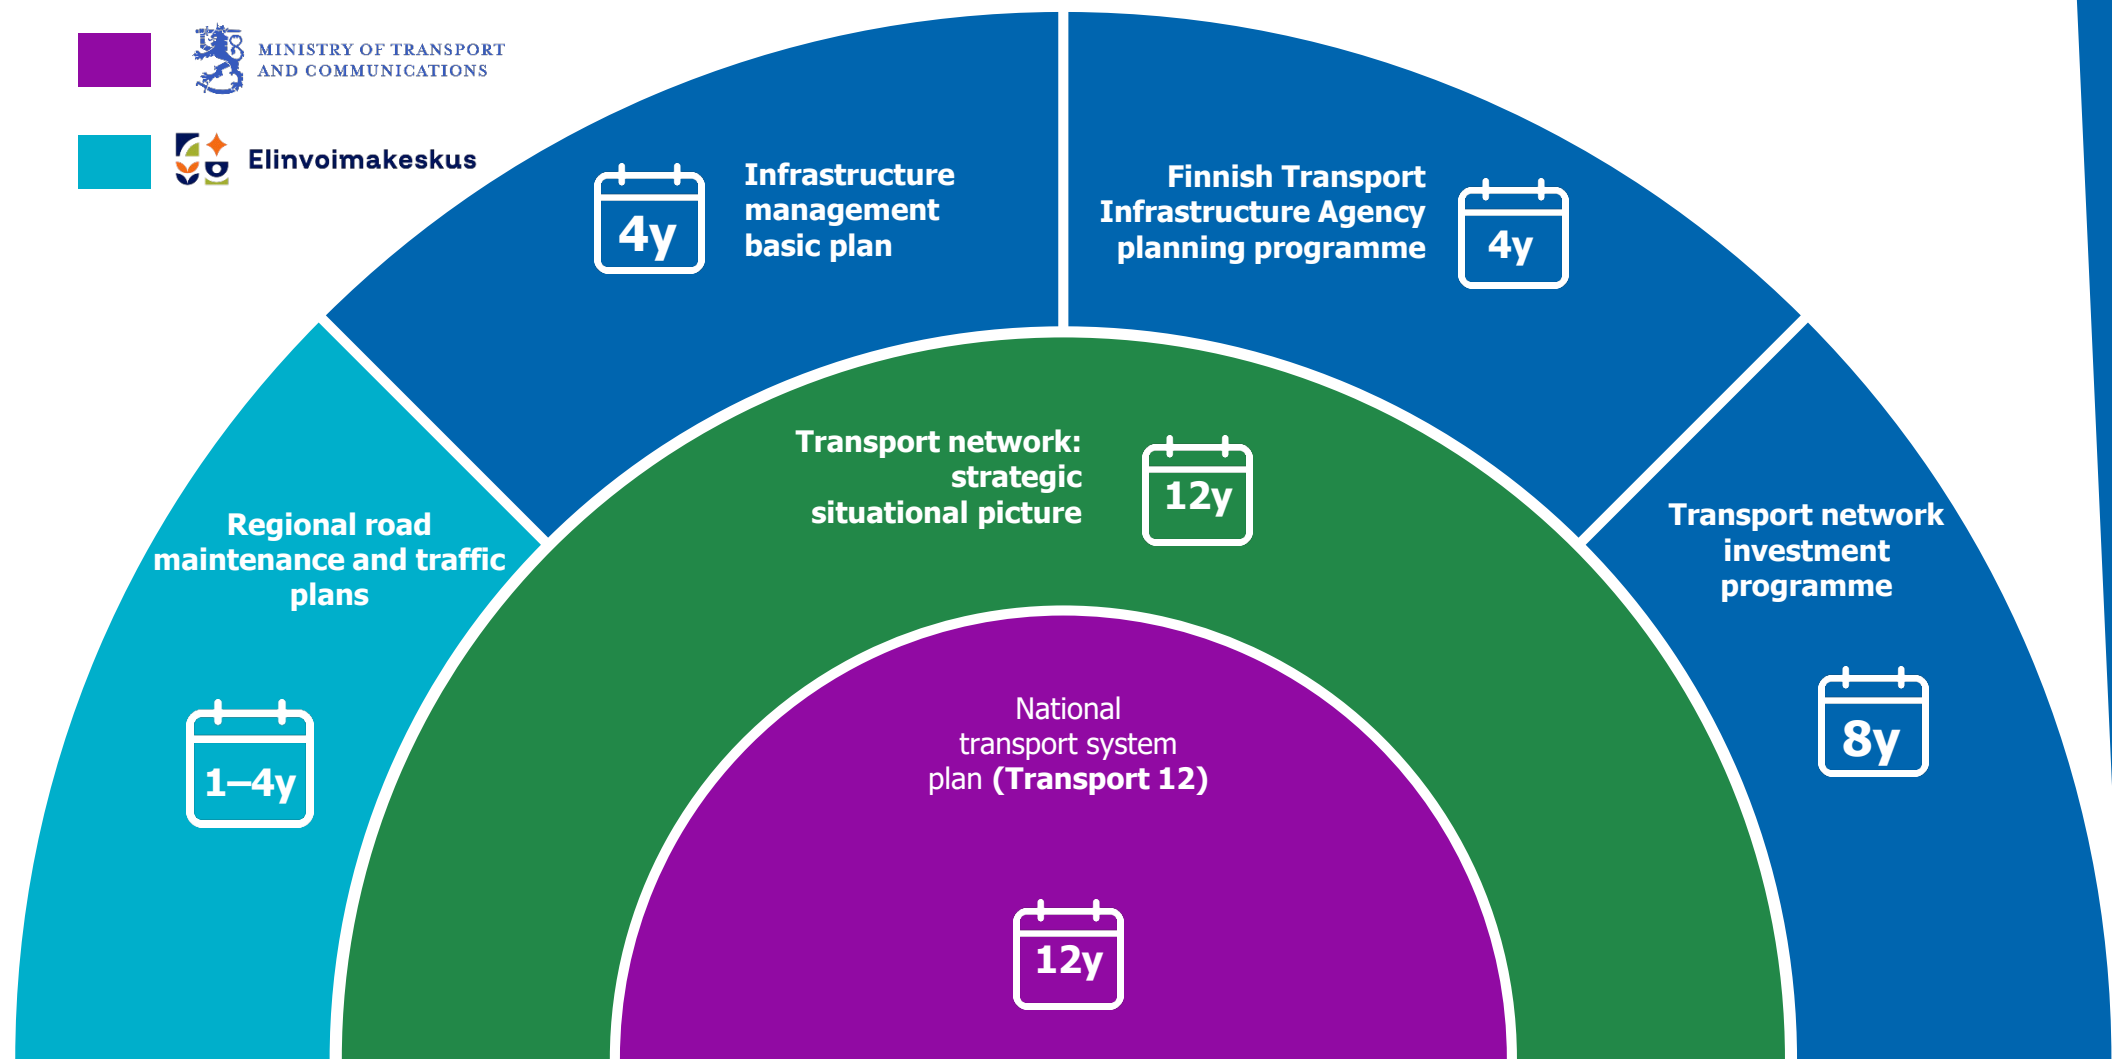 MINISTRY OF TRANSPORT
AND COMMUNICATIONS
Elinvoimakeskus
4y
Infrastructure
management
basic plan
Finnish Transport
Infrastructure Agency
planning programme
4y
Transport network:
strategic
situational picture
12y
Regional road
maintenance and traffic
plans
1–4y
Transport network
investment
programme
8y
National
transport system
plan (Transport 12)
12y